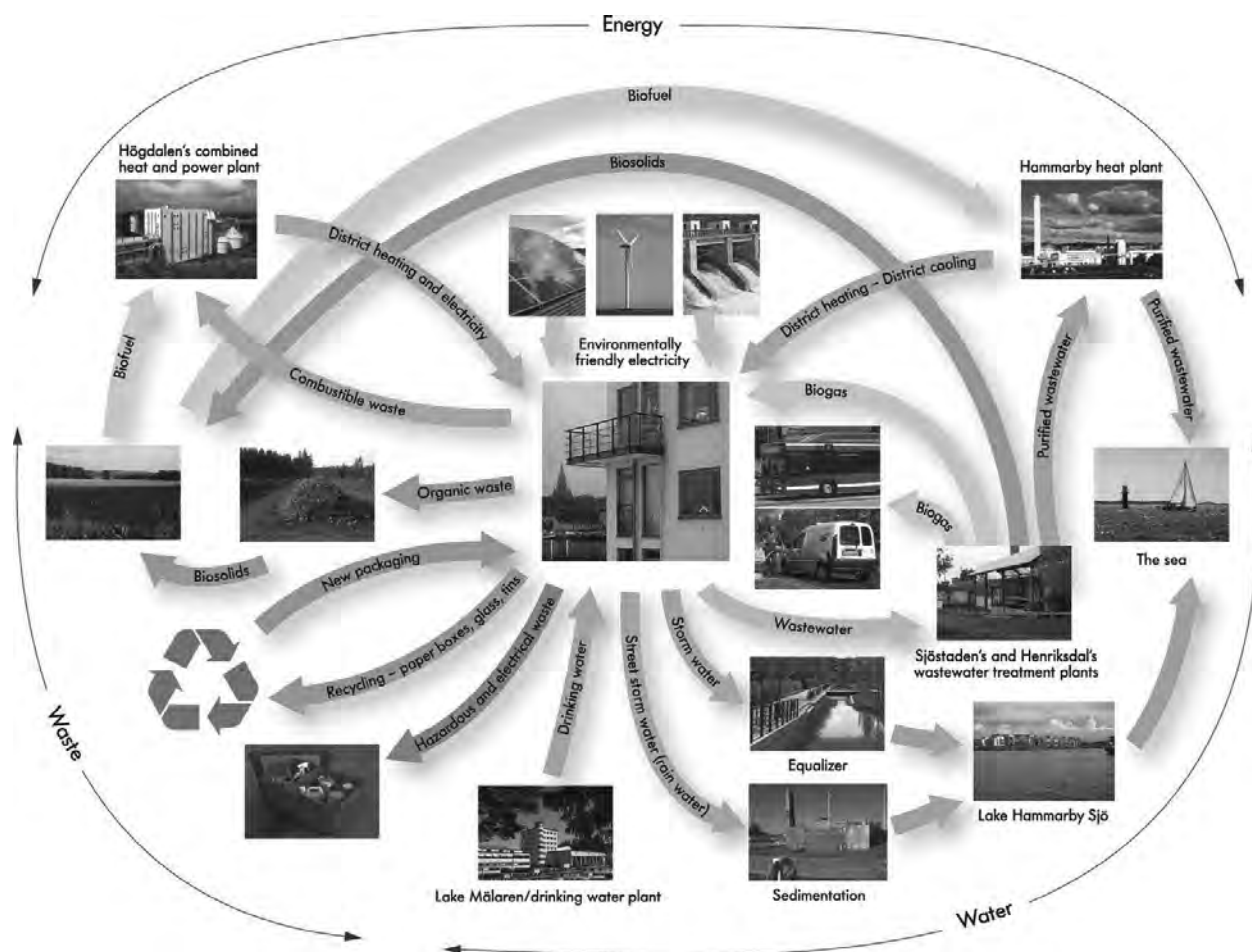 Energy
Biofuel
Högdalen's combined
heat and power plant
Biosolids
Hammarby heat plant
District heating and electricity
District heating – District cooling
Purified wastewater
Purified wastewater
Environmentally
friendly electricity
Biofuel
Combustible waste
Biogas
Organic waste
Biogas
The sea
Biosolids
New packaging
Wastewater
Sjöstaden's and Henriksdal's
wastewater treatment plants
Recycling – paper boxes, glass, tins
Hazardous and electrical waste
Drinking water
Street storm water (rain water)
Storm water
Equalizer
Lake Hammarby Sjö
Waste
Lake Mälaren/drinking water plant
Sedimentation
Water